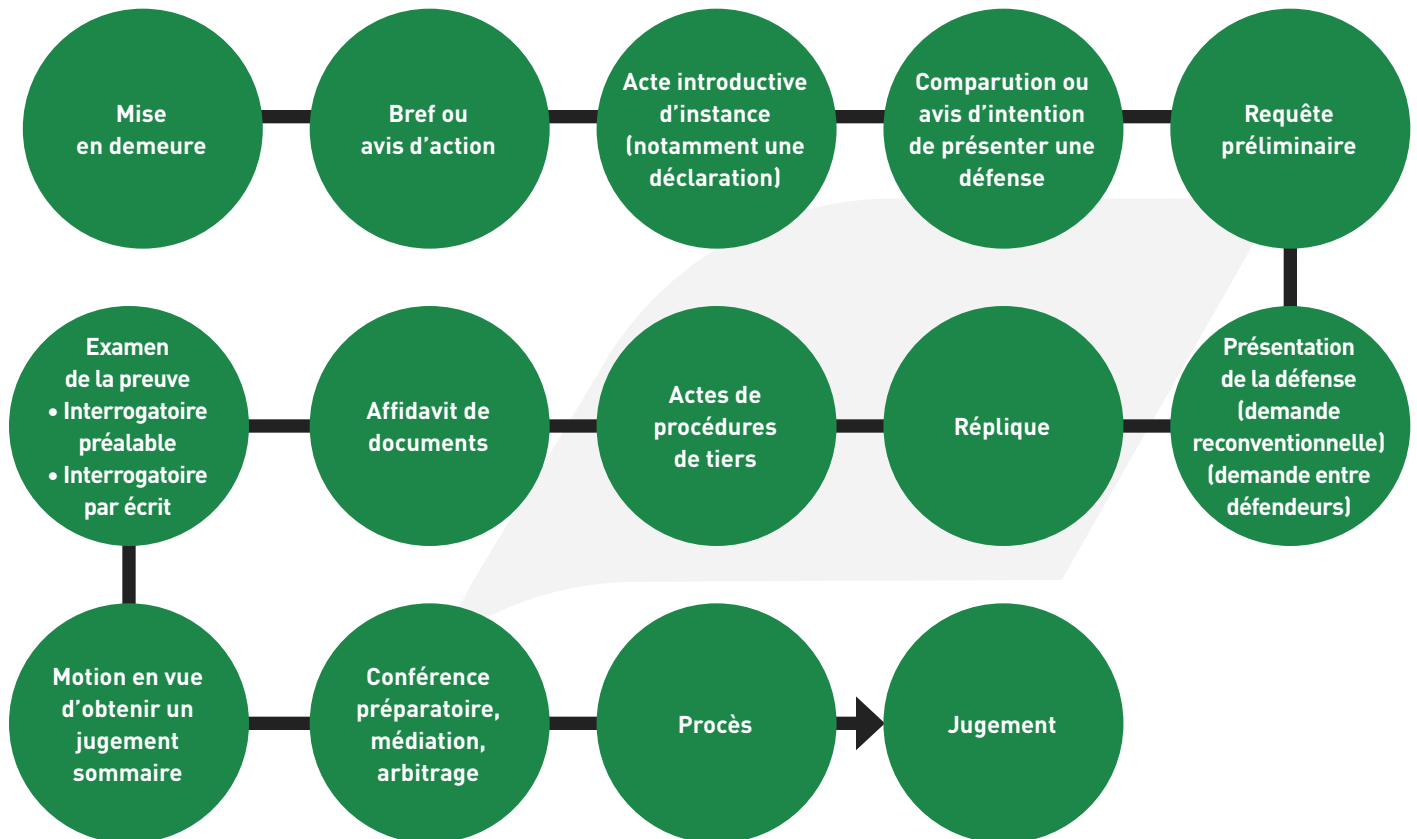 Mise
en demeure
Bref ou
avis d’action
Acte introductive
d’instance
(notamment une
déclaration)
Comparution ou
avis d’intention
de présenter une
défense
Requête
préliminaire
Présentation
de la défense
(demande
reconventionnelle)
(demande entre
défendeurs)
Réplique
Actes de
procédures
de tiers
Affidavit de
documents
Examen
de la preuve
• Interrogatoire
préalable
• Interrogatoire
par écrit
Motion en vue
d’obtenir un
jugement
sommaire
Conférence
préparatoire,
médiation,
arbitrage
Procès
Jugement